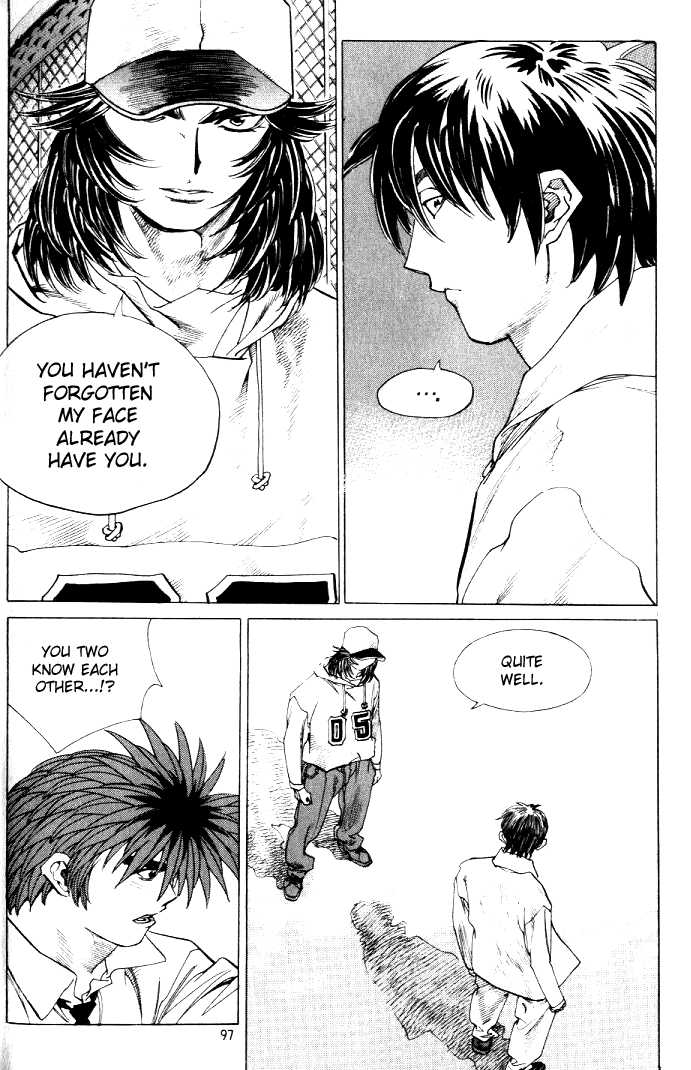 YOU HAVEN'T
FORGOTTEN
MY FACE
ALREADY
HAVE YOU.
...
YOU TWO
KNOW EACH
OTHER...!?
QUITE
WELL.
05
97